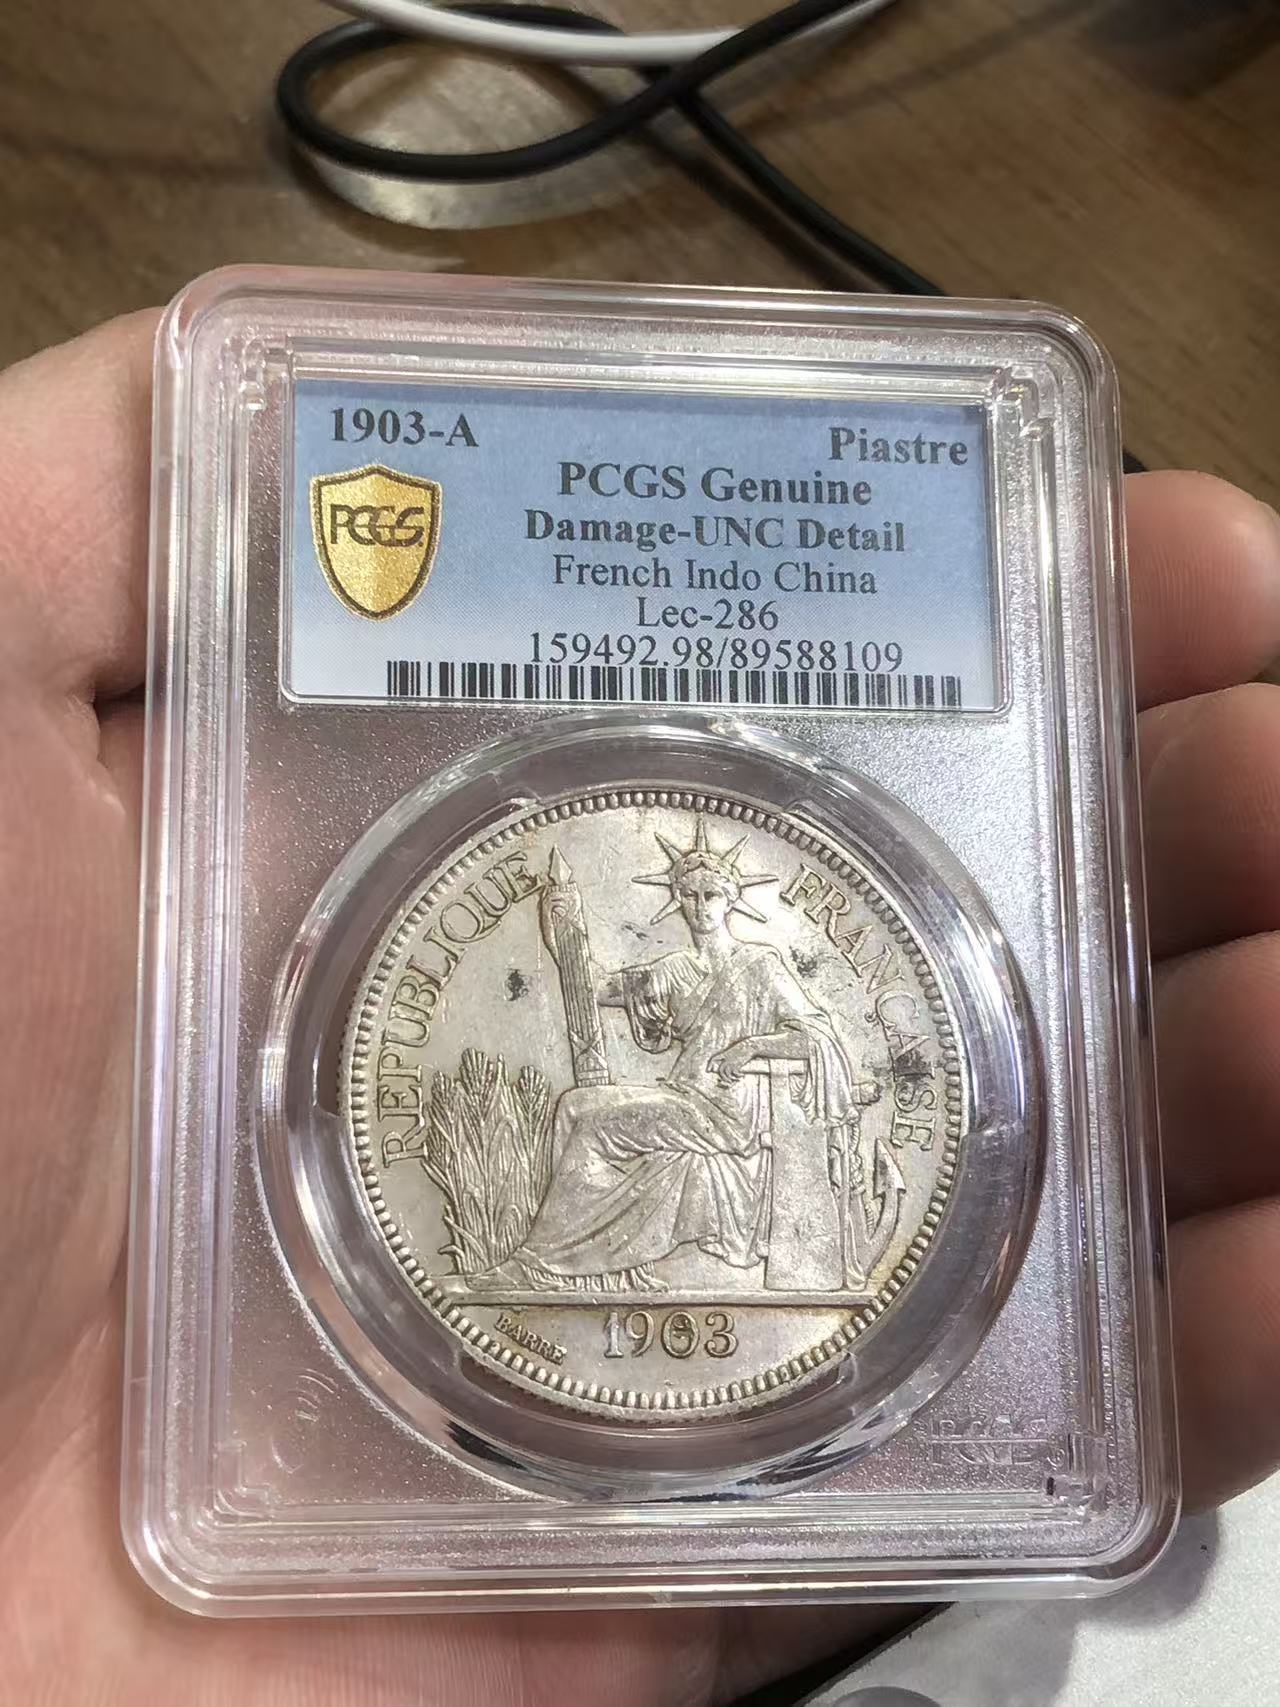 1903-A
Piastre
PCGS
PCGS Genuine
Damage-UNC Detail
French Indo China
Lec-286
159492.98/89588109
REPUBLIQUE FRANÇAISE
BARRE
1903
PCGS